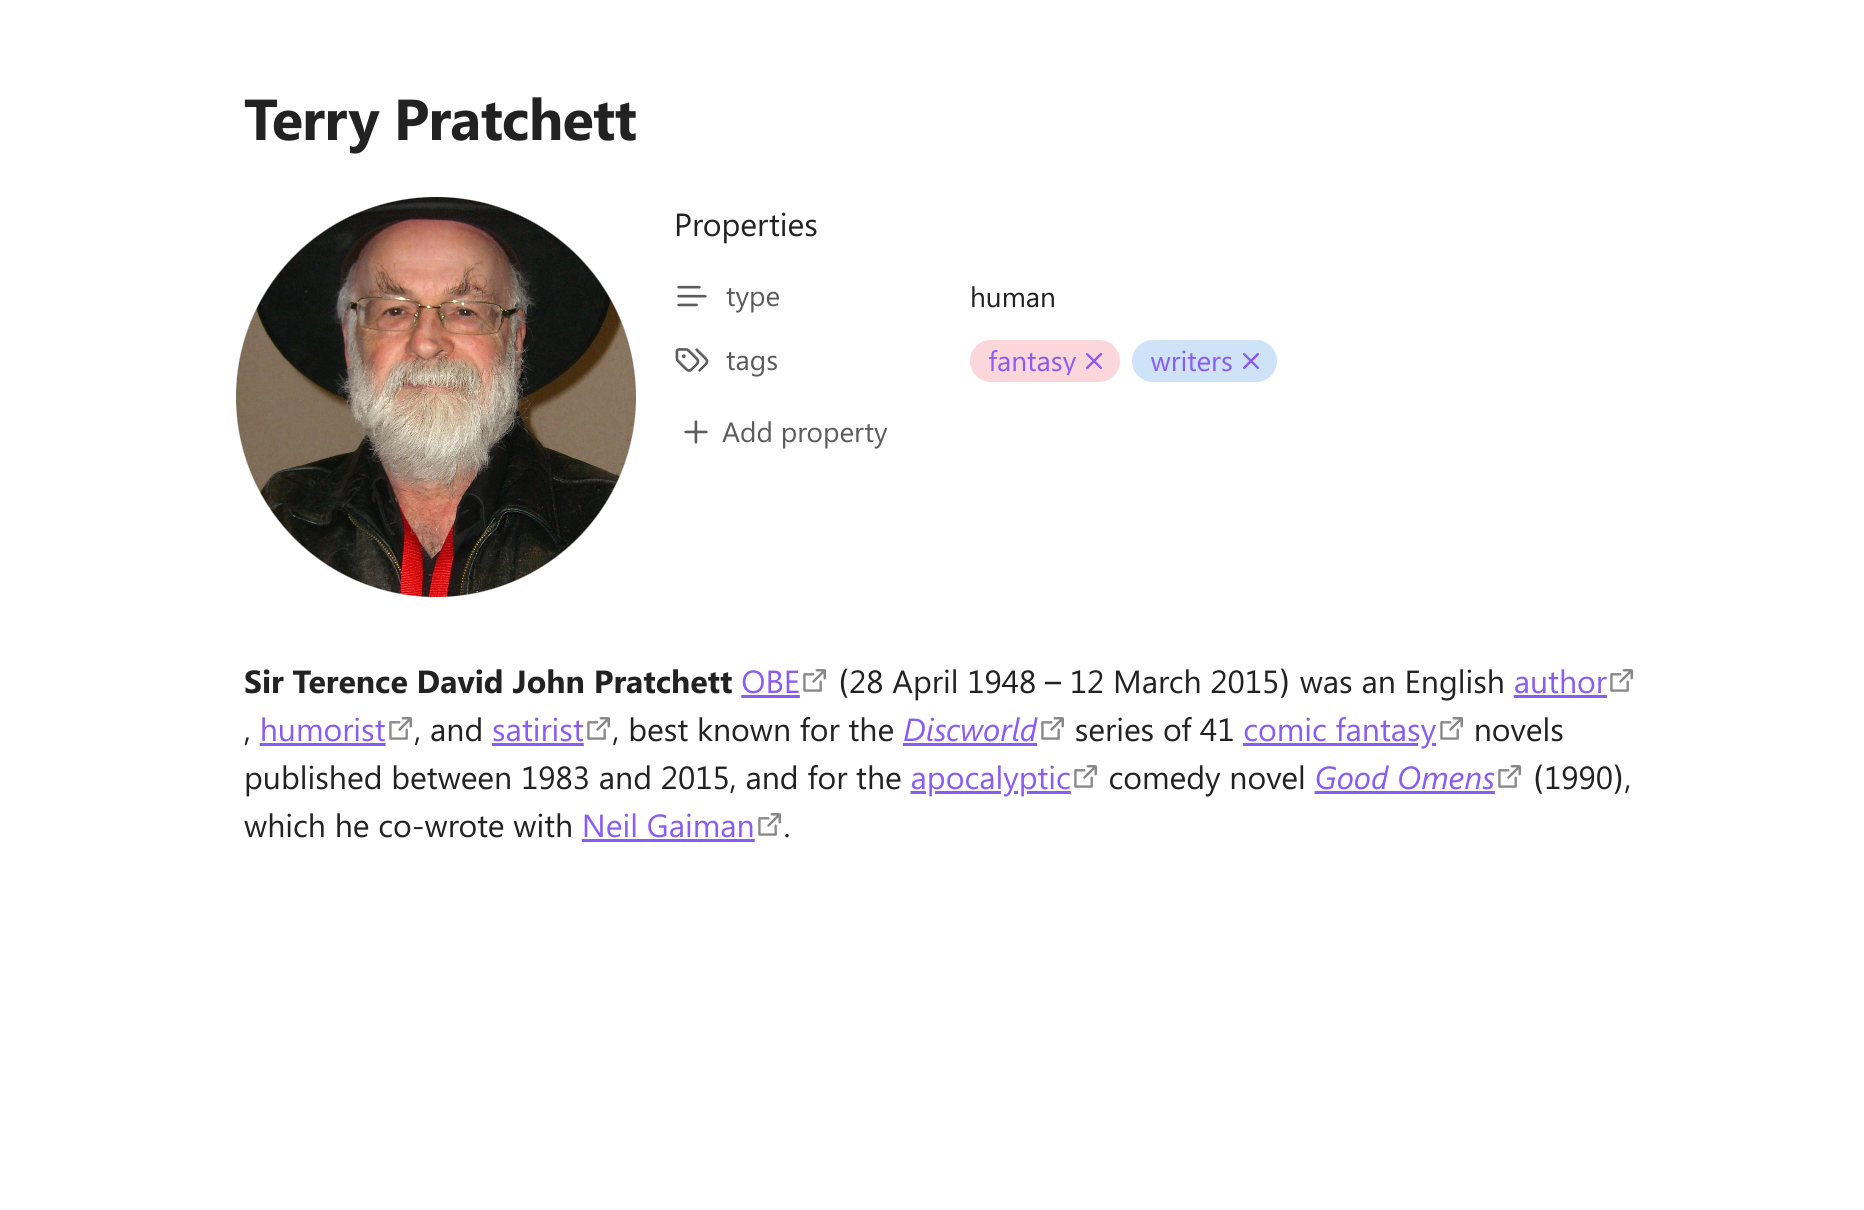 Terry Pratchett
Properties
type human
tags fantasy writers
Add property
Sir Terence David John Pratchett OBE (28 April 1948 – 12 March 2015) was an English author
, humorist, and satirist, best known for the Discworld series of 41 comic fantasy novels
published between 1983 and 2015, and for the apocalyptic comedy novel Good Omens (1990),
which he co-wrote with Neil Gaiman.